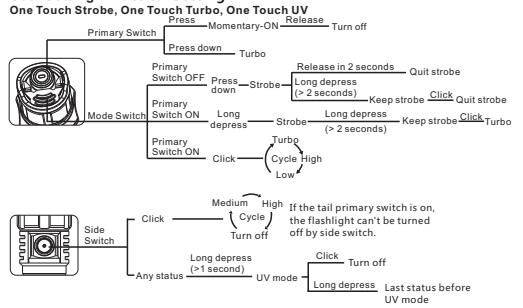 One Touch Strobe, One Touch Turbo, One Touch UV
Press
Momentary-ON
Release
Turn off
Primary Switch
Press down
Turbo
Primary
Switch OFF
Press
down
Strobe
Release in 2 seconds
Quit strobe
Long depress
(> 2 seconds)
Keep strobe
Click
Quit strobe
Mode Switch
Primary
Switch ON
Long
depress
Strobe
Long depress
(> 2 seconds)
Keep strobe
Click
Turbo
Primary
Switch ON
Click
Turbo
Cycle
High
Low
Side
Switch
Click
Medium
High
Cycle
Turn off
If the tail primary switch is on,
the flashlight can't be turned
off by side switch.
Any status
Long depress
(>1 second)
UV mode
Click
Turn off
Long depress
Last status before
UV mode